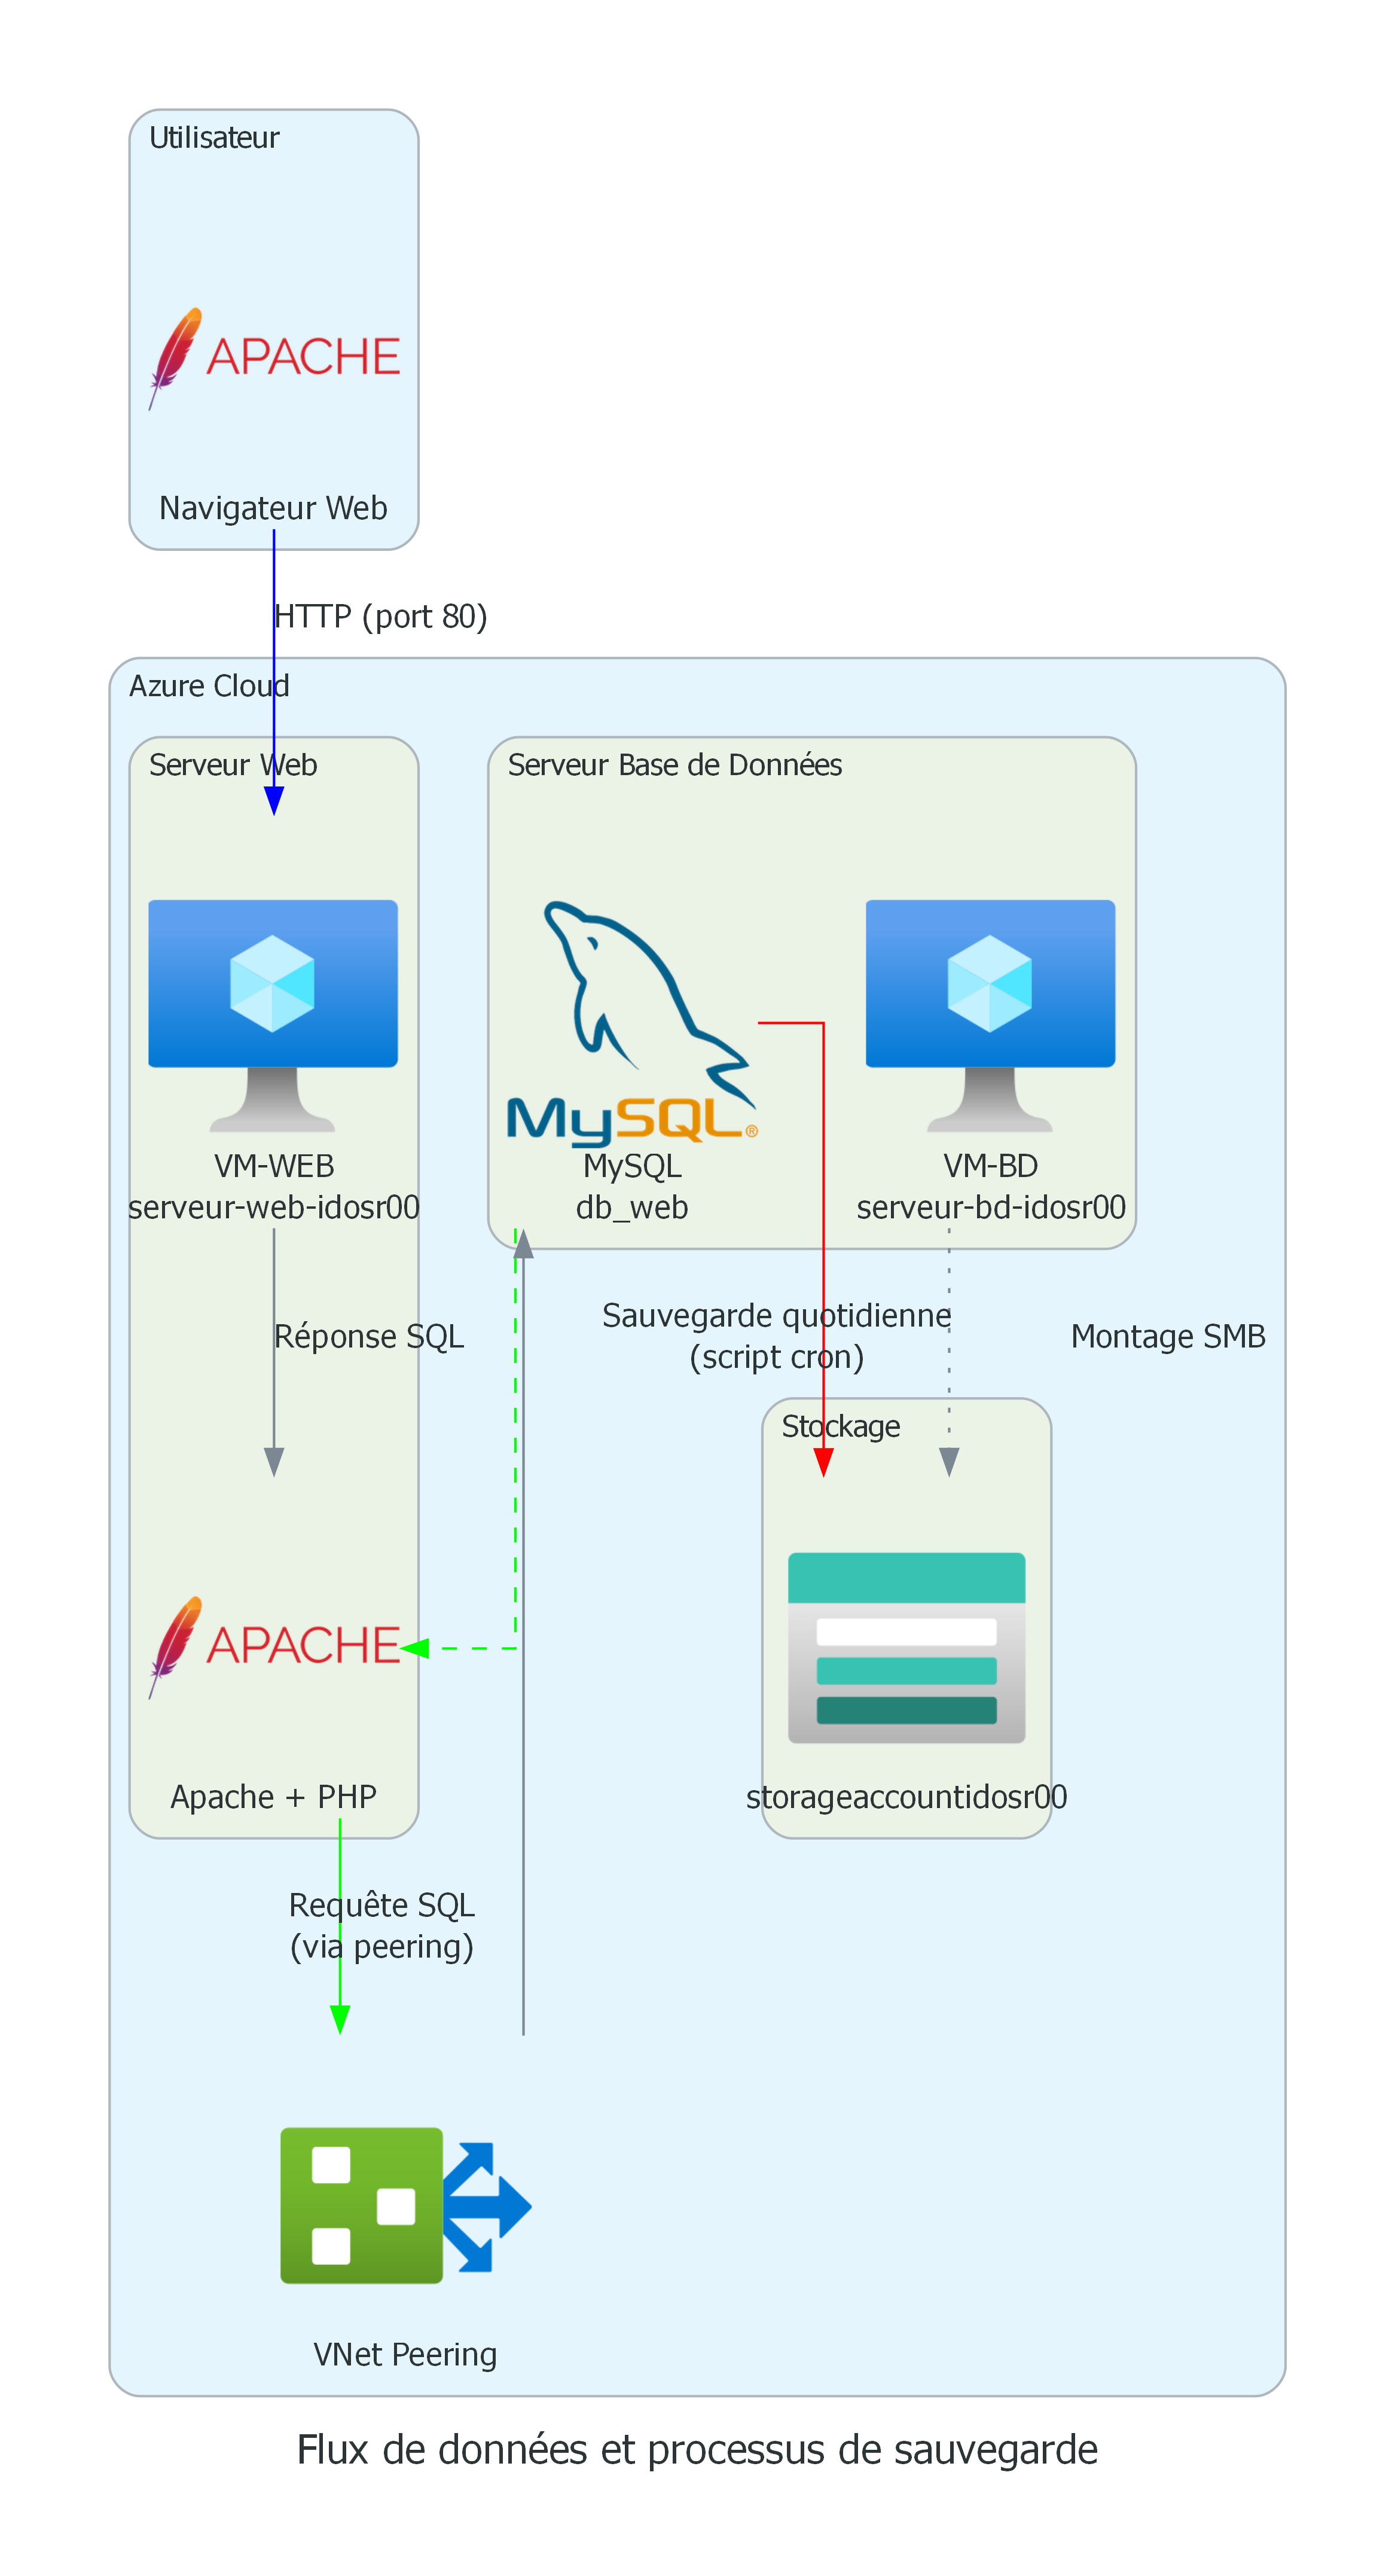 Utilisateur
APACHE
Navigateur Web
HTTP (port 80)
Azure Cloud
Serveur Web
Serveur Base de Données
MySQL®
VM-WEB
serveur-web-idosr00
MySQL
db_web
VM-BD
serveur-bd-idosr00
Réponse SQL
Sauvegarde quotidienne
(script cron)
Montage SMB
Stockage
APACHE
Apache + PHP
storageaccountidosr00
Requête SQL
(via peering)
VNet Peering
Flux de données et processus de sauvegarde